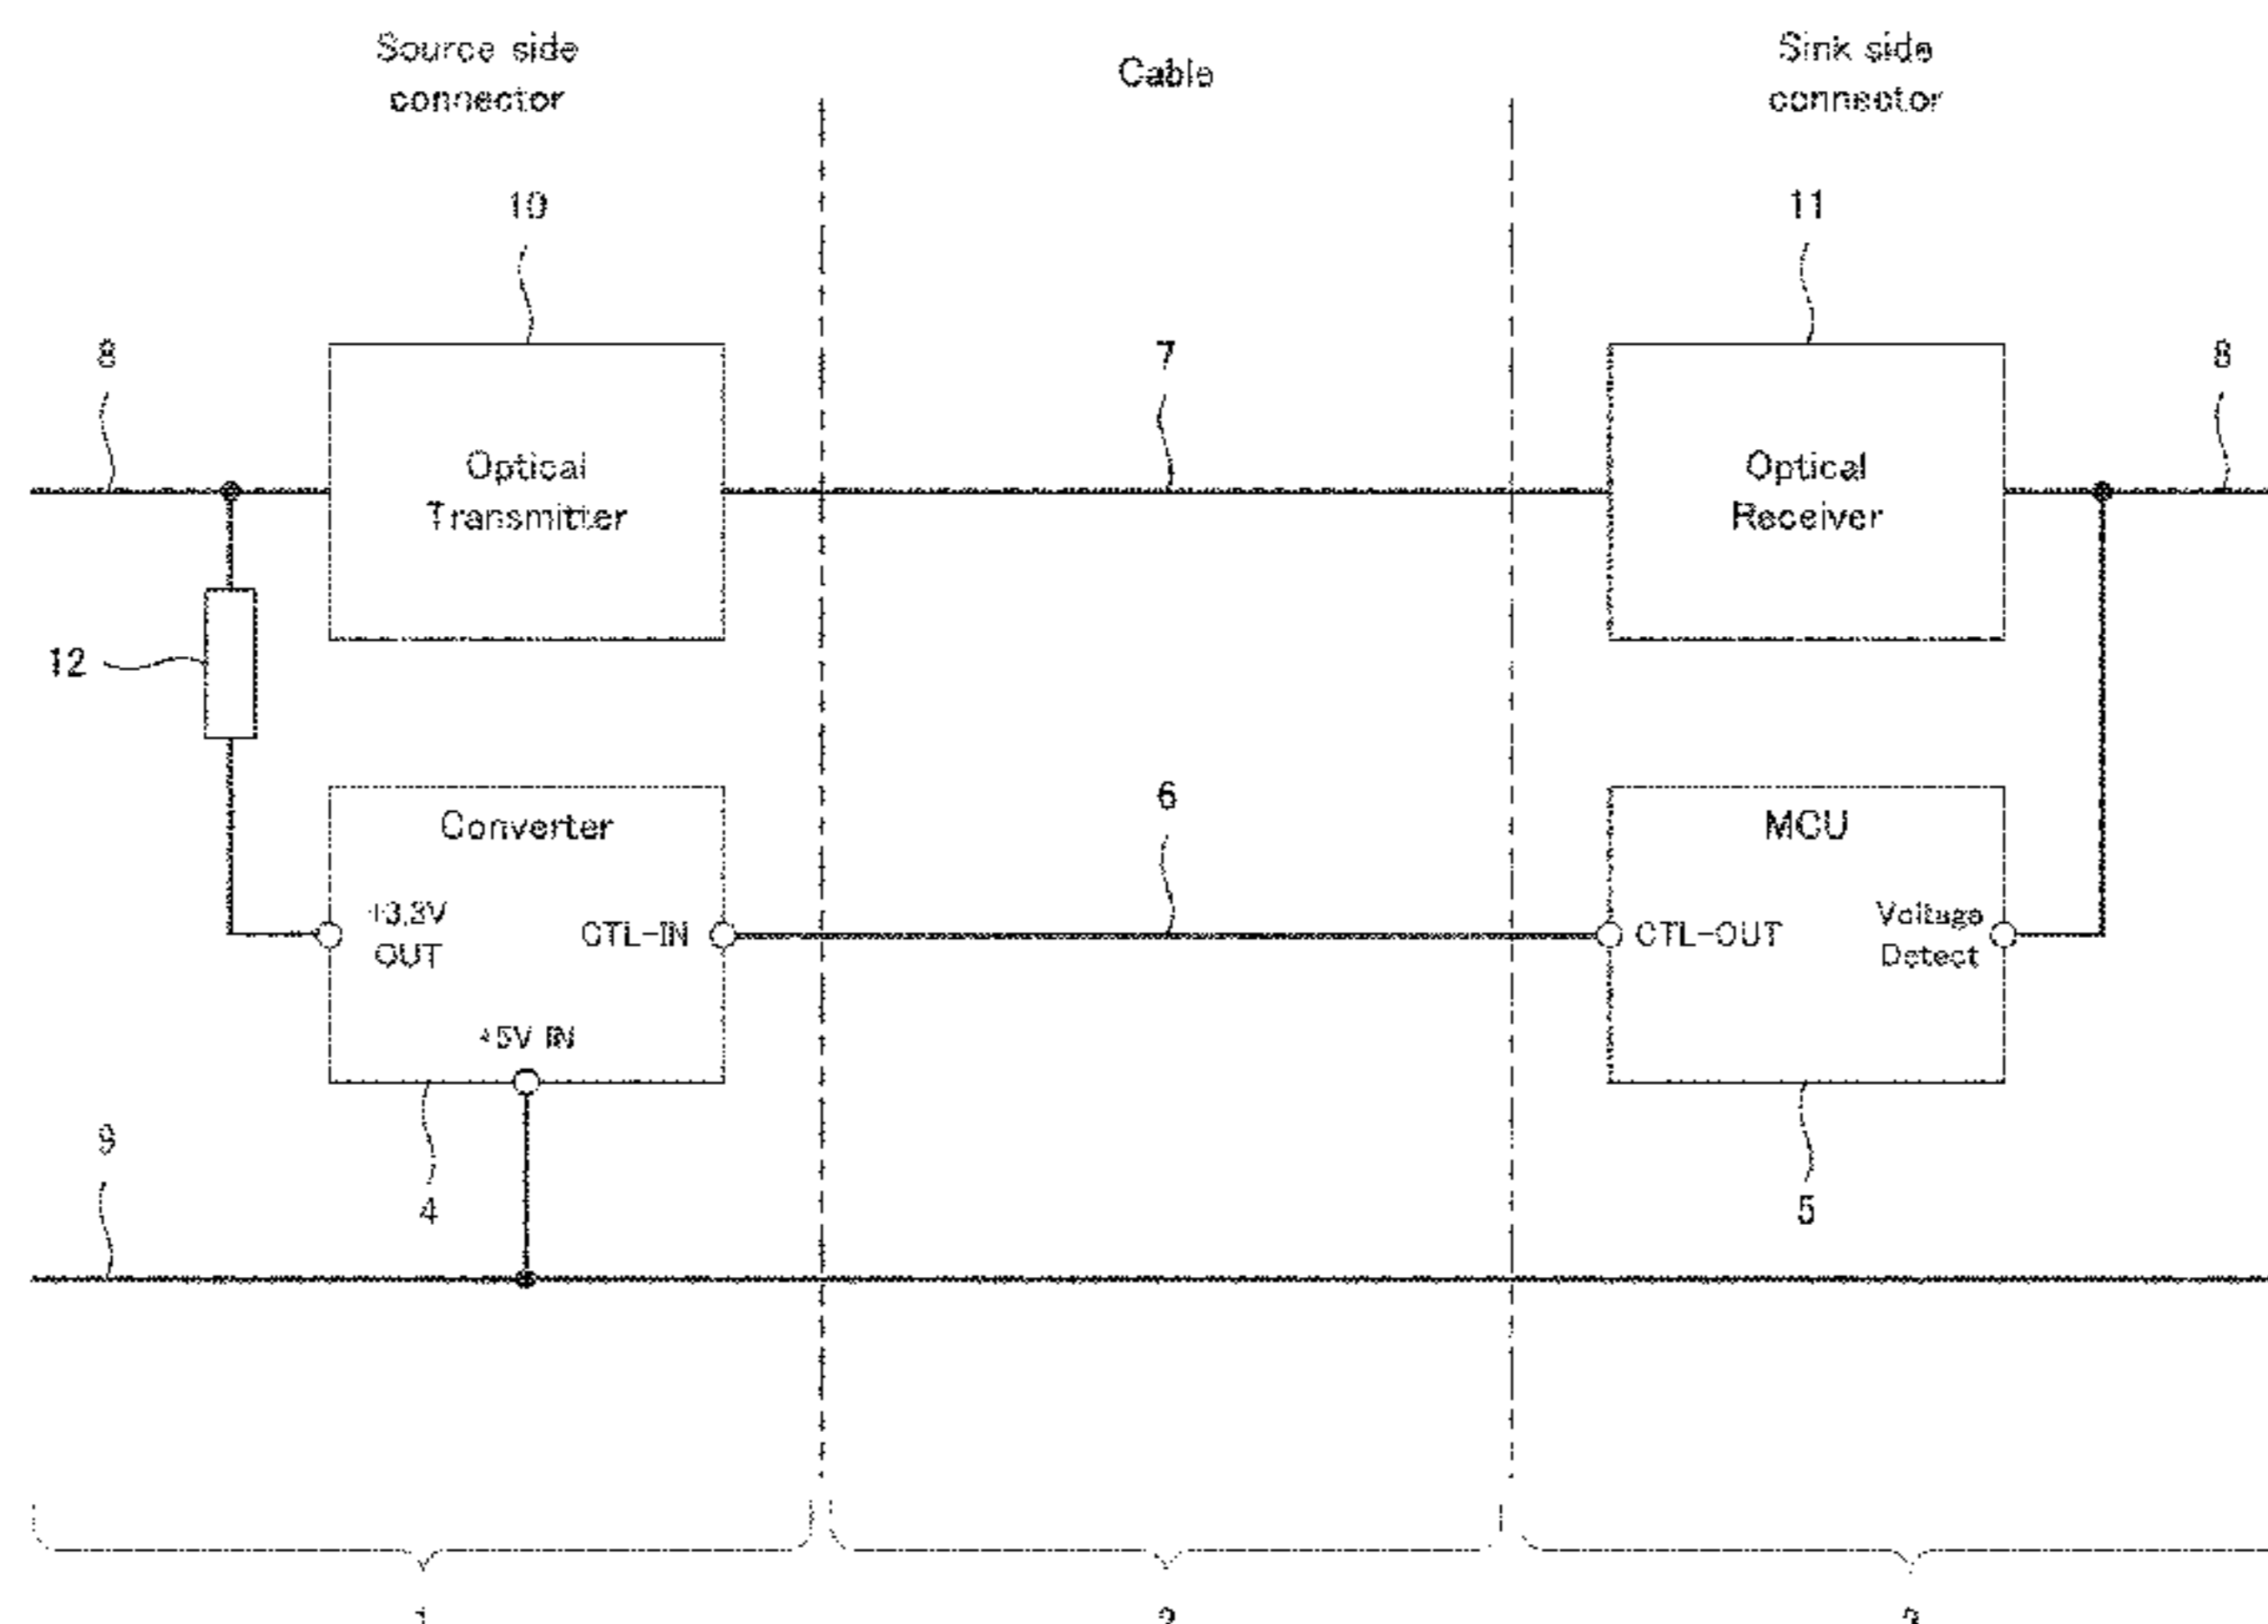 Source side
connector
Cable
Sink side
connector
10
11
8
7
8
Optical
Transmitter
Optical
Receiver
12
6
Converter
MCU
+3.3V
OUT
CTL-IN
CTL-OUT
Voltage
Detect
+5V IN
9
4
5
1
2
3